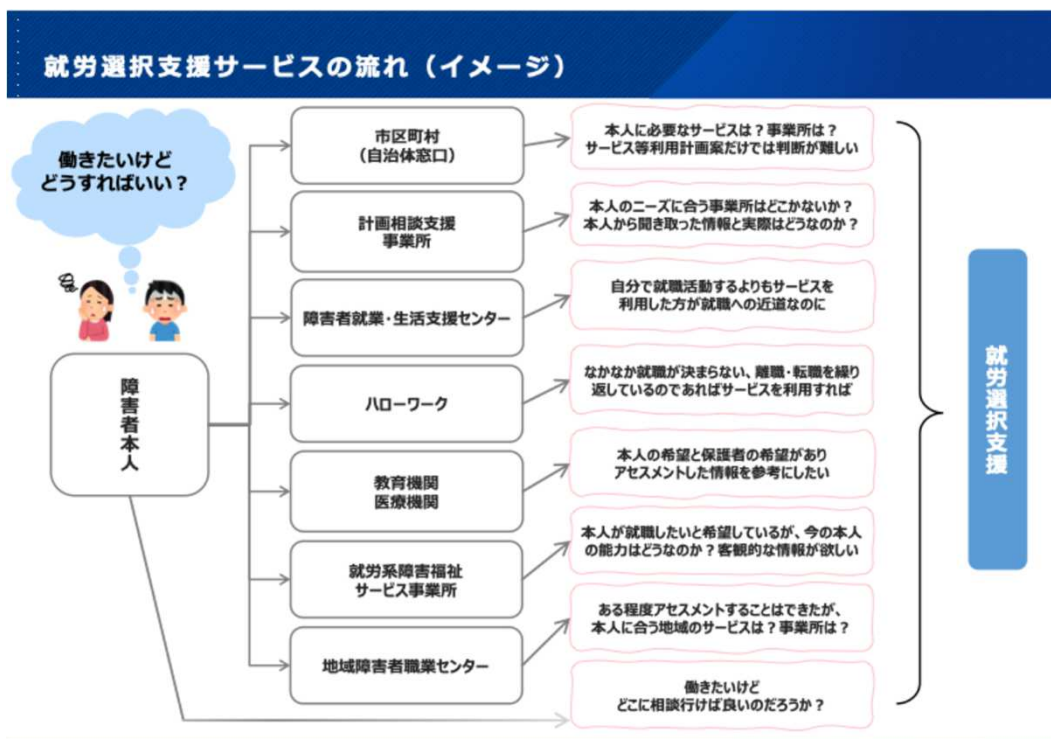 就労選択支援サービスの流れ（イメージ）
働きたいけど
どうすればいい？
障害者本人
市区町村
（自治体窓口）
本人に必要なサービスは？事業所は？
サービス等利用計画案だけでは判断が難しい
計画相談支援
事業所
本人のニーズに合う事業所はどこかないか？
本人から聞き取った情報と実際はどうなのか？
障害者就業・生活支援センター
自分で就職活動するよりもサービスを
利用した方が就職への近道なのに
ハローワーク
なかなか就職が決まらない、離職・転職を繰り
返しているのであればサービスを利用すれば
教育機関
医療機関
本人の希望と保護者の希望があり
アセスメントした情報を参考にしたい
就労系障害福祉
サービス事業所
本人が就職したいと希望しているが、今の本人
の能力はどうなのか？客観的な情報が欲しい
地域障害者職業センター
ある程度アセスメントすることはできたが、
本人に合う地域のサービスは？事業所は？
働きたいけど
どこに相談行けば良いのだろうか？
就労選択支援